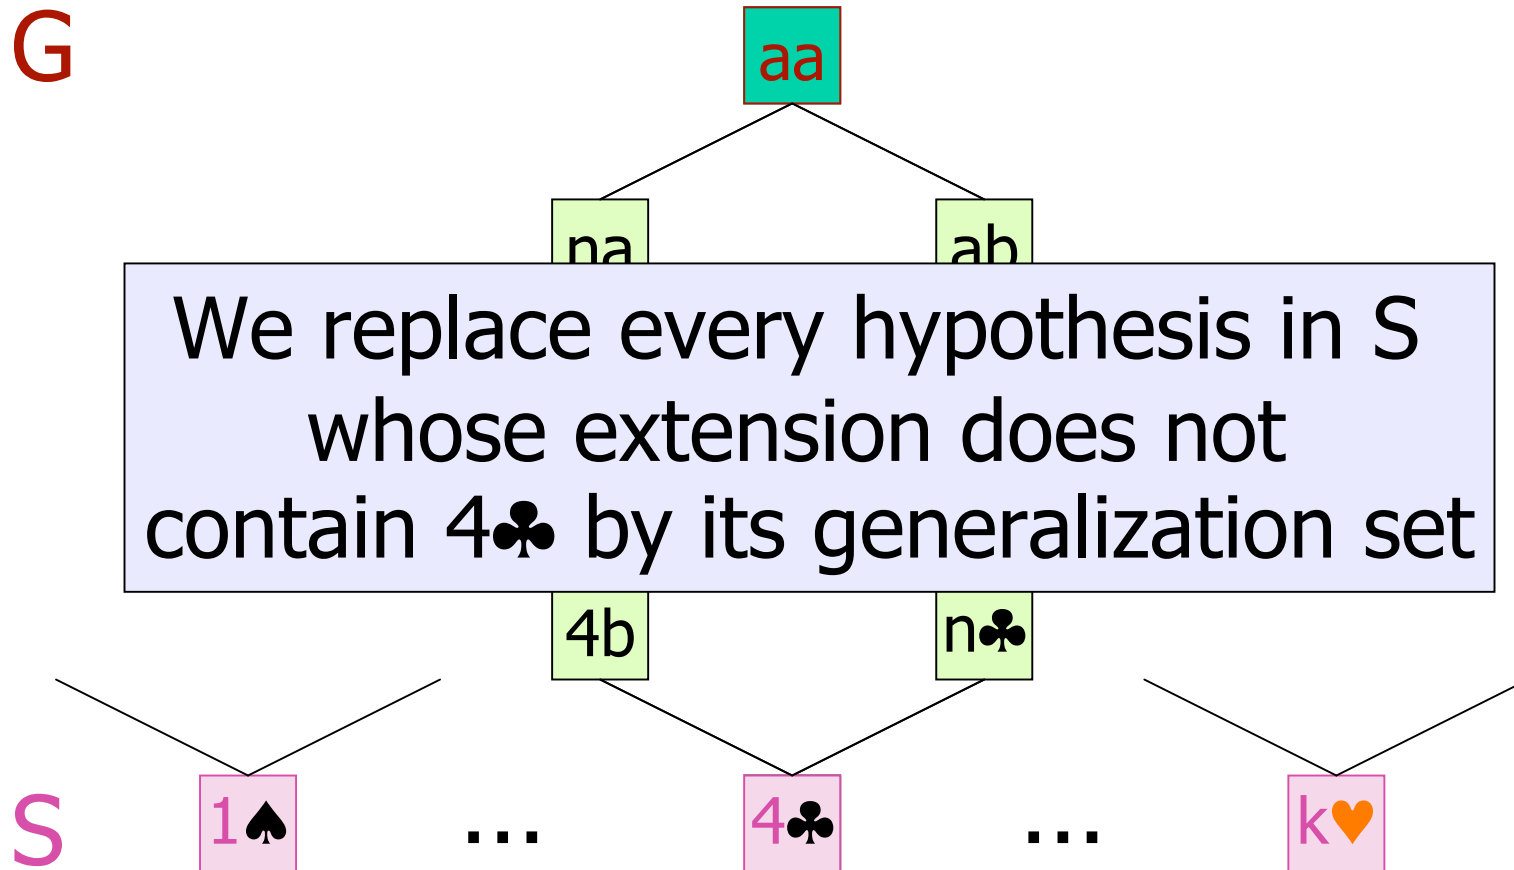 G
aa
na ab
We replace every hypothesis in S
whose extension does not
contain 4♣ by its generalization set
4b n♣
S 1♠ ... 4♣ ... k♥